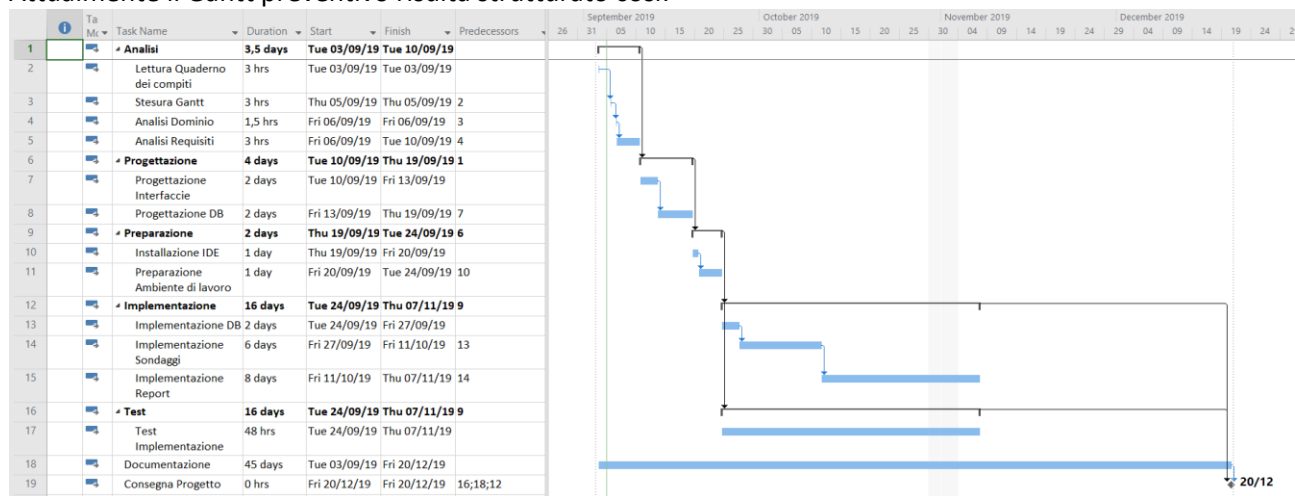 September 2019 October 2019 November 2019 December 2019
Ta
Mc Task Name Duration Start Finish Predecessors 26 31 05 10 15 20 25 30 05 10 15 20 25 30 04 09 14 19 24 29 04 09 14 19 24 29
1 Analisi 3,5 days Tue 03/09/19 Tue 10/09/19
2 Lettura Quaderno 3 hrs Tue 03/09/19 Tue 03/09/19
dei compiti
3 Stesura Gantt 3 hrs Thu 05/09/19 Thu 05/09/19 2
4 Analisi Dominio 1,5 hrs Fri 06/09/19 Fri 06/09/19 3
5 Analisi Requisiti 3 hrs Fri 06/09/19 Tue 10/09/19 4
6 Progettazione 4 days Tue 10/09/19 Thu 19/09/19 1
7 Progettazione 2 days Tue 10/09/19 Fri 13/09/19
Interfaccie
8 Progettazione DB 2 days Fri 13/09/19 Thu 19/09/19 7
9 Preparazione 2 days Thu 19/09/19 Tue 24/09/19 6
10 Installazione IDE 1 day Thu 19/09/19 Fri 20/09/19
11 Preparazione 1 day Fri 20/09/19 Tue 24/09/19 10
Ambiente di lavoro
12 Implementazione 16 days Tue 24/09/19 Thu 07/11/19 9
13 Implementazione DB 2 days Tue 24/09/19 Fri 27/09/19
14 Implementazione 6 days Fri 27/09/19 Fri 11/10/19 13
Sondaggi
15 Implementazione 8 days Fri 11/10/19 Thu 07/11/19 14
Report
16 Test 16 days Tue 24/09/19 Thu 07/11/19 9
17 Test 48 hrs Tue 24/09/19 Thu 07/11/19
Implementazione
18 Documentazione 45 days Tue 03/09/19 Fri 20/12/19
19 Consegna Progetto 0 hrs Fri 20/12/19 Fri 20/12/19 16;18;12 20/12